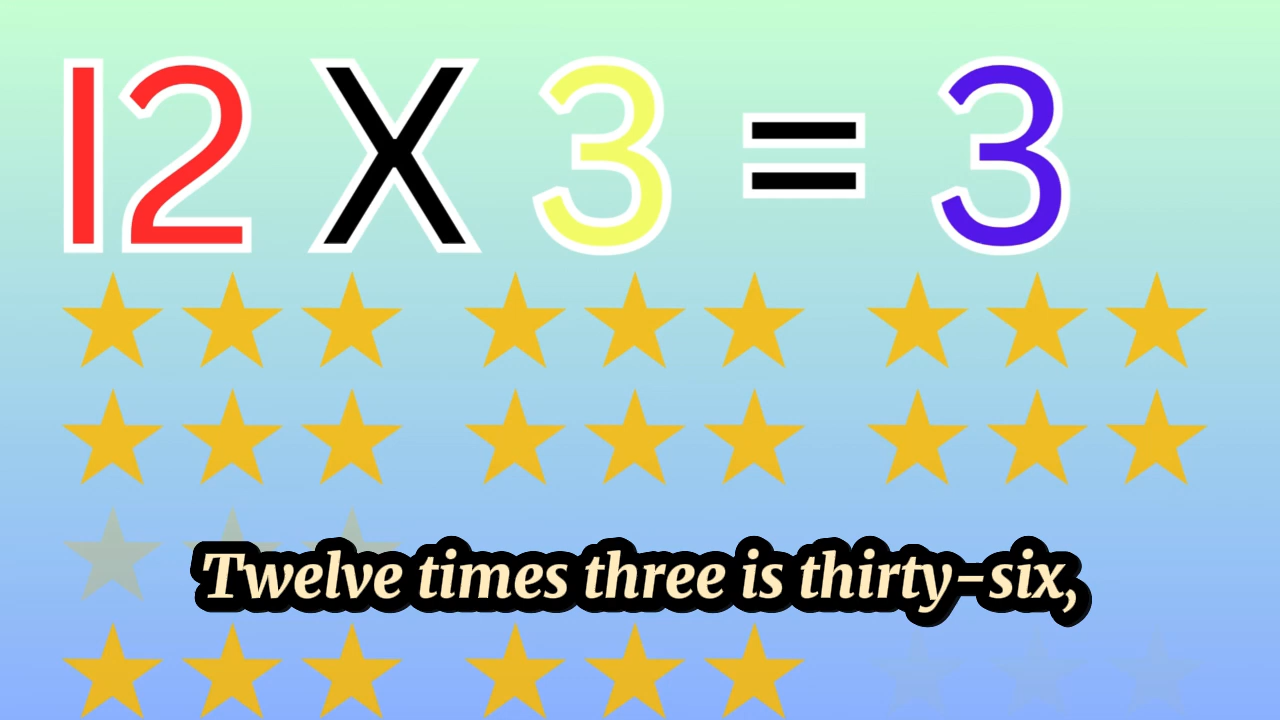 12 X 3 = 3
Twelve times three is thirty-six,